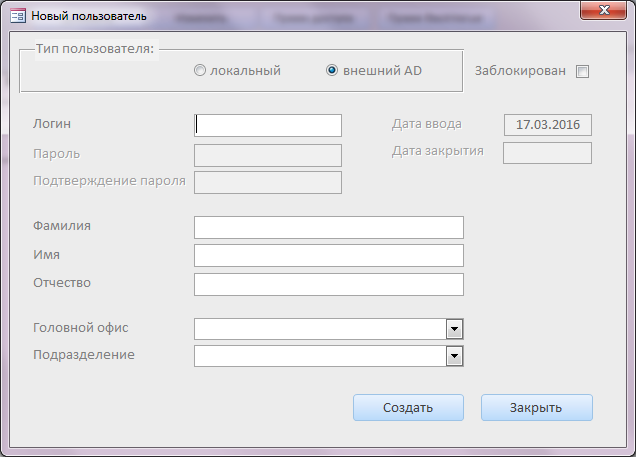 Новый пользователь
Тип пользователя:
локальный внешний AD Заблокирован
Логин Дата ввода 17.03.2016
Пароль Дата закрытия
Подтверждение пароля
Фамилия
Имя
Отчество
Головной офис
Подразделение
Создать Закрыть